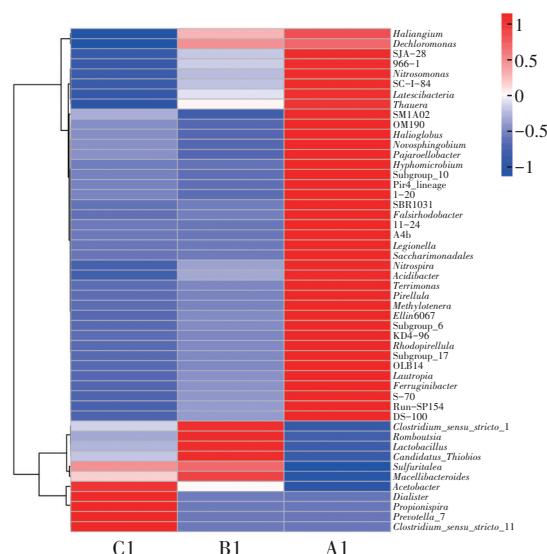 Haliangium
Dechloromonas
SJA-28
966-1
Nitrosomonas
SC-I-84
Latescibacteria
Thauera
SM1A02
OM190
Halioglobus
Novosphingobium
Pajaroellobacter
Hyphomicrobium
Subgroup_10
Pir4_lineage
1-20
SBR1031
Falsirhodobacter
11-24
A4b
Legionella
Saccharimonadales
Nitrospira
Acidibacter
Terrimonas
Pirellula
Methylotenera
Ellin6067
Subgroup_6
KD4-96
Rhodopirellula
Subgroup_17
OLB14
Lautropia
Ferruginibacter
S-70
Run-SP154
DS-100
Clostridium_sensu_stricto_1
Romboutsia
Lactobacillus
Candidatus_Thiobios
Sulfuritalea
Macellibacteroides
Acetobacter
Dialister
Propionispira
Prevotella_7
Clostridium_sensu_stricto_11
C1 B1 A1
1
0.5
0
−0.5
−1